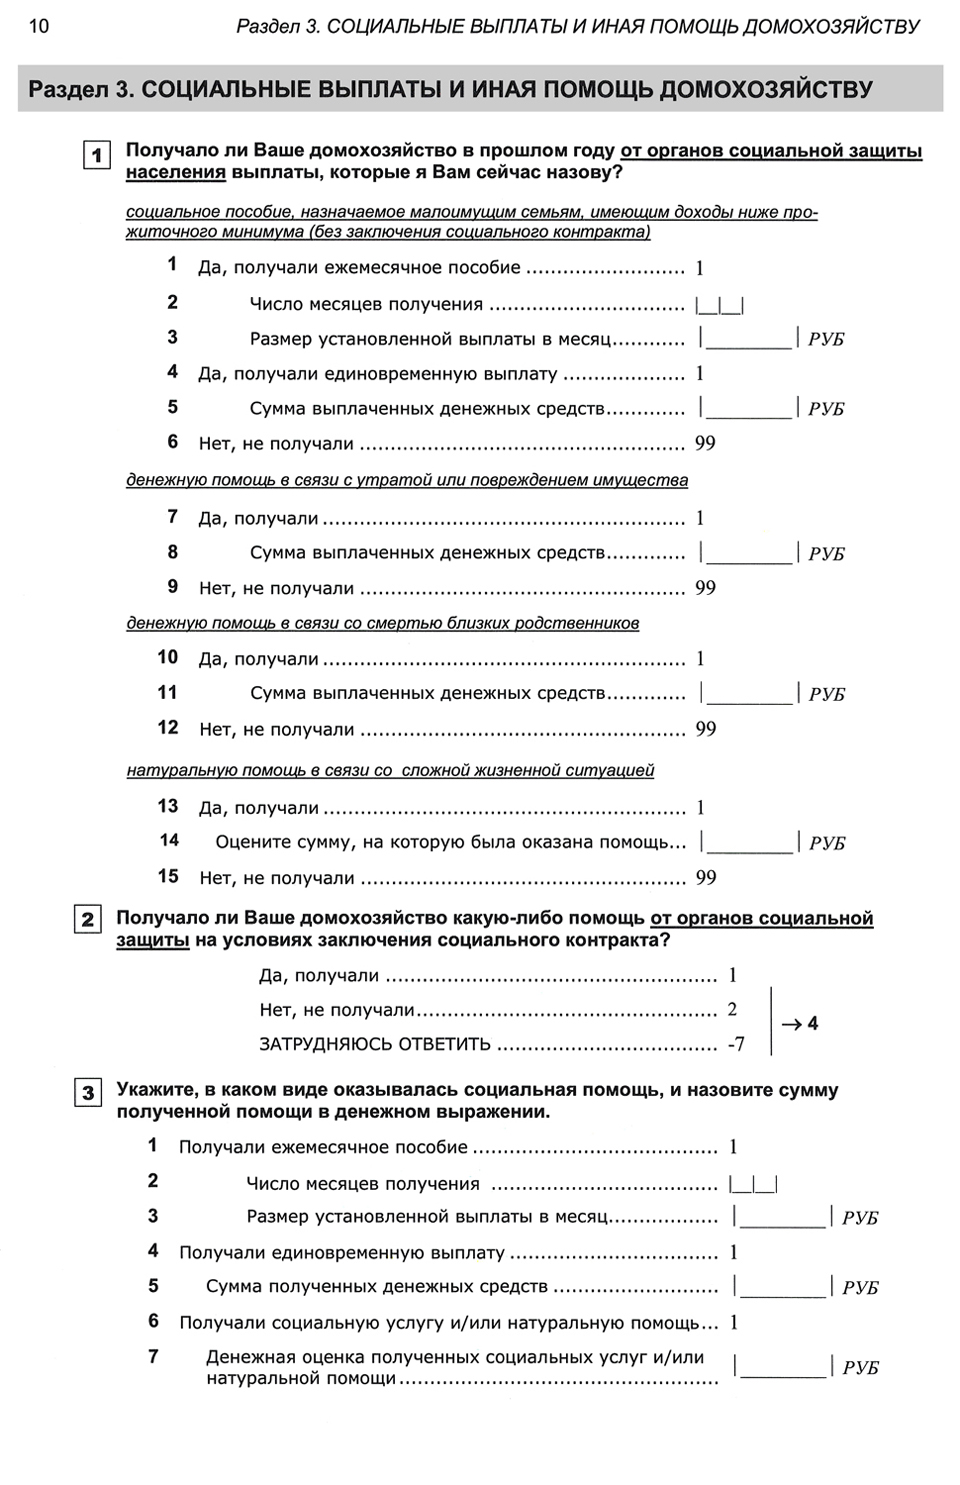 10 Раздел 3. СОЦИАЛЬНЫЕ ВЫПЛАТЫ И ИНАЯ ПОМОЩЬ ДОМОХОЗЯЙСТВУ
Раздел 3. СОЦИАЛЬНЫЕ ВЫПЛАТЫ И ИНАЯ ПОМОЩЬ ДОМОХОЗЯЙСТВУ
1 Получало ли Ваше домохозяйство в прошлом году от органов социальной защиты
населения выплаты, которые я Вам сейчас назову?
социальное пособие, назначаемое малоимущим семьям, имеющим доходы ниже про-
житочного минимума (без заключения социального контракта)
1 Да, получали ежемесячное пособие .......................... 1
2 Число месяцев получения .................................... |__|__|
3 Размер установленной выплаты в месяц............ |_________| РУБ
4 Да, получали единовременную выплату .................... 1
5 Сумма выплаченных денежных средств............. |_________| РУБ
6 Нет, не получали ..................................................... 99
денежную помощь в связи с утратой или повреждением имущества
7 Да, получали ........................................................... 1
8 Сумма выплаченных денежных средств............. |_________| РУБ
9 Нет, не получали ..................................................... 99
денежную помощь в связи со смертью близких родственников
10 Да, получали ........................................................... 1
11 Сумма выплаченных денежных средств............. |_________| РУБ
12 Нет, не получали ..................................................... 99
натуральную помощь в связи со сложной жизненной ситуацией
13 Да, получали ........................................................... 1
14 Оцените сумму, на которую была оказана помощь... |_________| РУБ
15 Нет, не получали ..................................................... 99
2 Получало ли Ваше домохозяйство какую-либо помощь от органов социальной
защиты на условиях заключения социального контракта?
Да, получали ...................................................... 1
Нет, не получали................................................. 2
→ 4
ЗАТРУДНЯЮСЬ ОТВЕТИТЬ .................................... -7
3 Укажите, в каком виде оказывалась социальная помощь, и назовите сумму
полученной помощи в денежном выражении.
1 Получали ежемесячное пособие ........................................ 1
2 Число месяцев получения ..................................... |__|__|
3 Размер установленной выплаты в месяц.................. |_________| РУБ
4 Получали единовременную выплату .................................. 1
5 Сумма полученных денежных средств ........................... |_________| РУБ
6 Получали социальную услугу и/или натуральную помощь... 1
7 Денежная оценка полученных социальных услуг и/или
натуральной помощи.................................................... |_________| РУБ